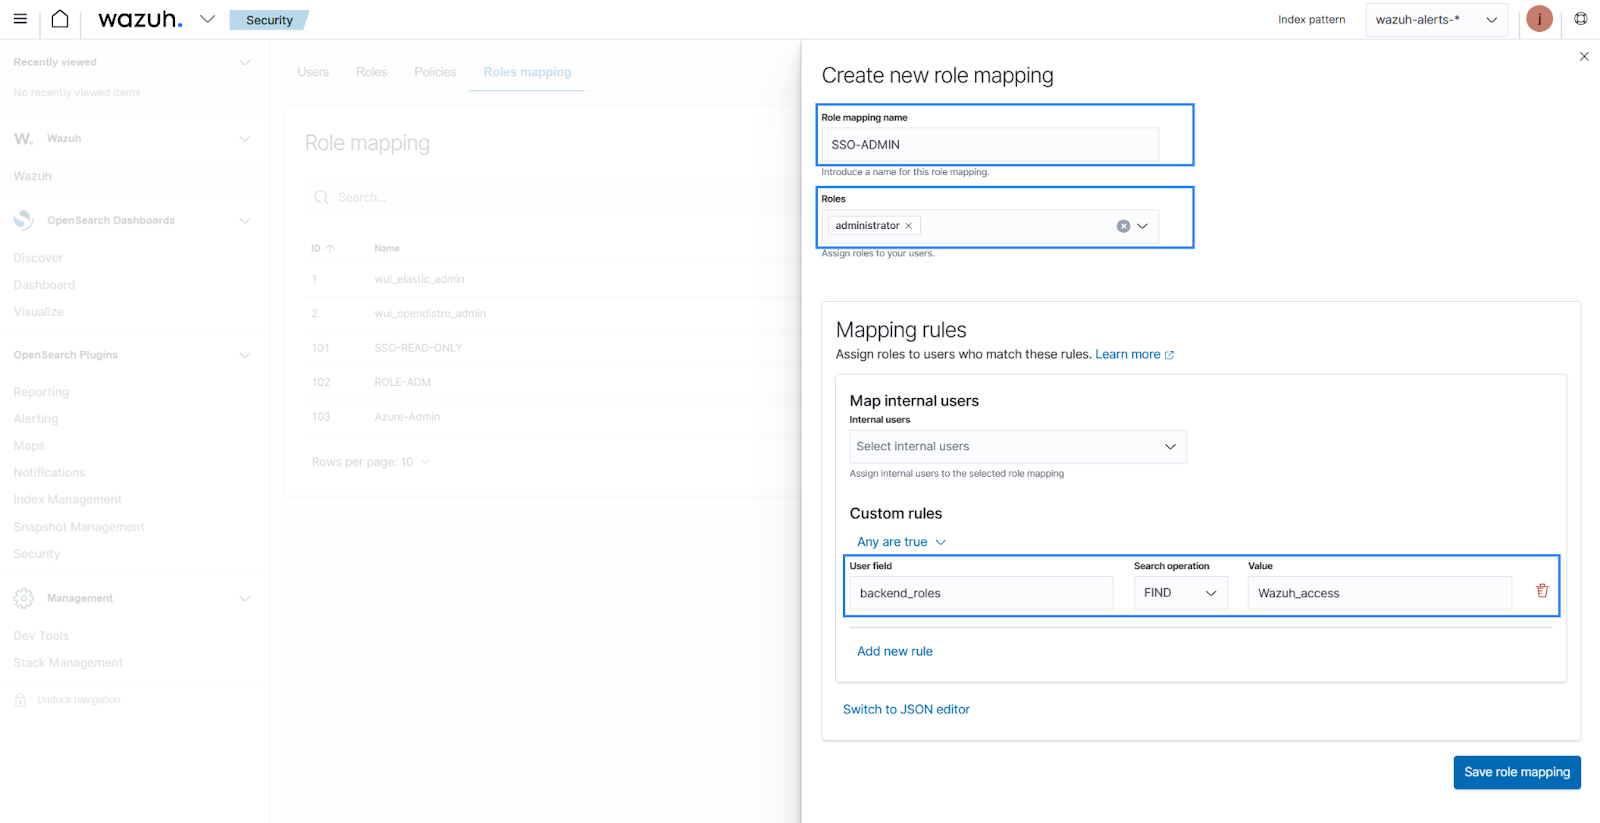 wazuh.
Security
Index pattern
wazuh-alerts-*
j
Recently viewed
No recently viewed items
W.
Wazuh
Wazuh
OpenSearch Dashboards
Discover
Dashboard
Visualize
OpenSearch Plugins
Reporting
Alerting
Maps
Notifications
Index Management
Snapshot Management
Security
Management
Dev Tools
Stack Management
Undock navigation
Users
Roles
Policies
Roles mapping
Role mapping
Search...
ID
Name
1
wui_elastic_admin
2
wui_opendistro_admin
101
SSO-READ-ONLY
102
ROLE-ADM
103
Azure-Admin
Rows per page: 10
Create new role mapping
Role mapping name
SSO-ADMIN
Introduce a name for this role mapping.
Roles
administrator
Assign roles to your users.
Mapping rules
Assign roles to users who match these rules. Learn more
Map internal users
Internal users
Select internal users
Assign internal users to the selected role mapping
Custom rules
Any are true
User field
Search operation
Value
backend_roles
FIND
Wazuh_access
Add new rule
Switch to JSON editor
Save role mapping